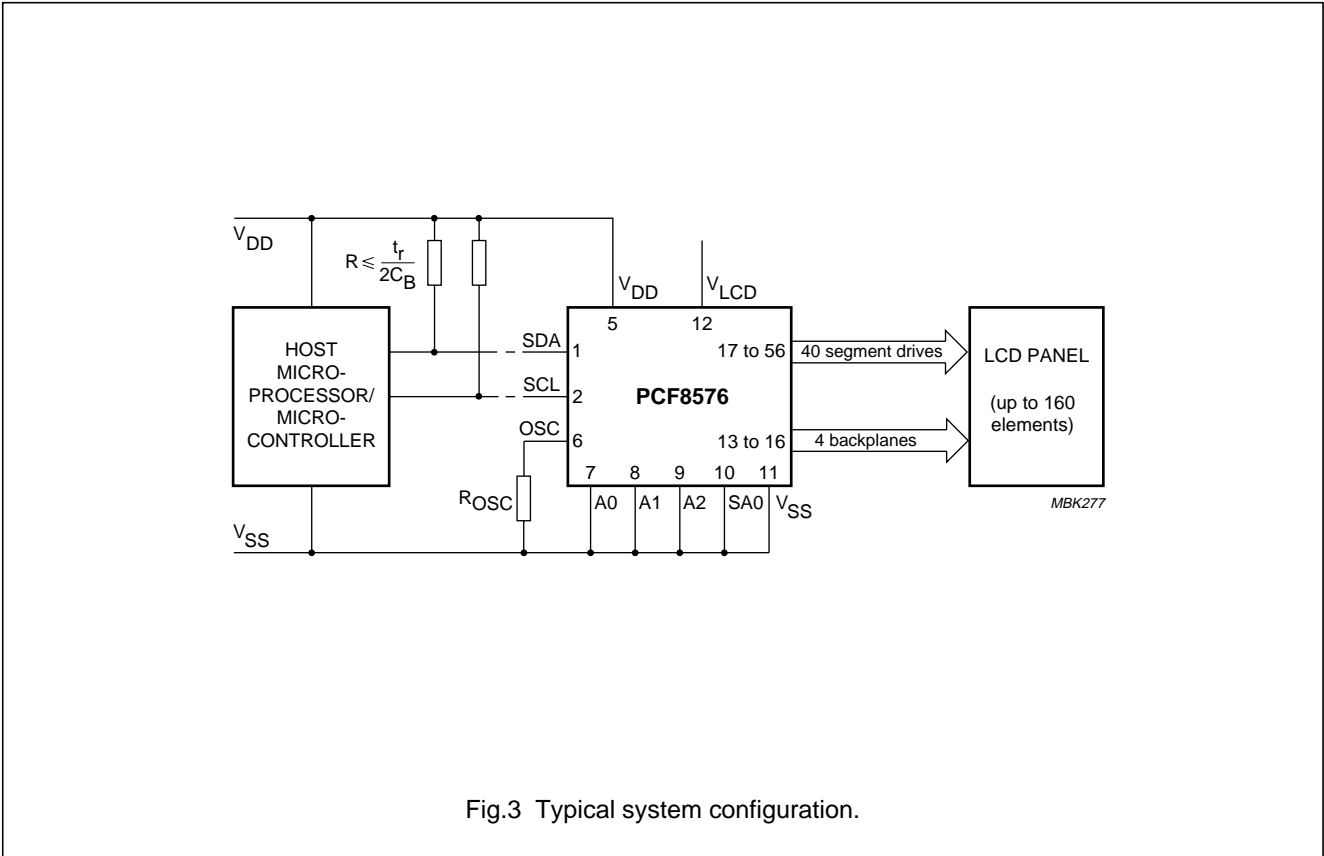 VDD
R ≤ tr
2CB
VDD
VLCD
5
12
HOST
MICRO-
PROCESSOR/
MICRO-
CONTROLLER
SDA
1
SCL
2
OSC
6
PCF8576
17 to 56
40 segment drives
13 to 16
4 backplanes
LCD PANEL
(up to 160
elements)
7
8
9
10
11
ROSC
A0
A1
A2
SA0
VSS
VSS
MBK277
Fig.3 Typical system configuration.